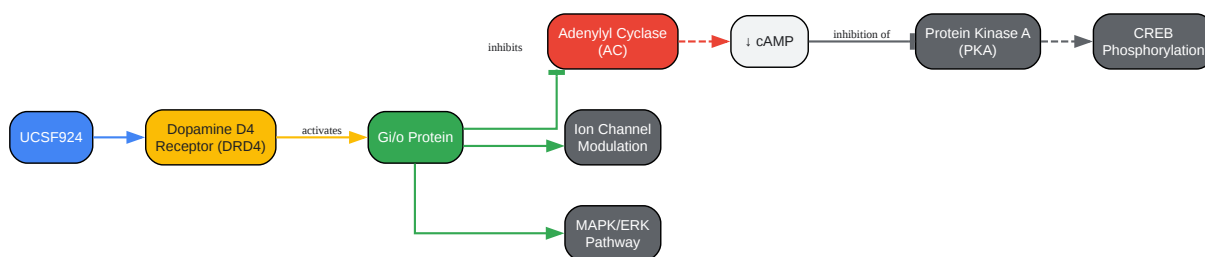 inhibits
Adenylyl Cyclase
(AC)
↓ cAMP
inhibition of
Protein Kinase A
(PKA)
CREB
Phosphorylation
UCSF924
Dopamine D4
Receptor (DRD4)
activates
Gi/o Protein
Ion Channel
Modulation
MAPK/ERK
Pathway